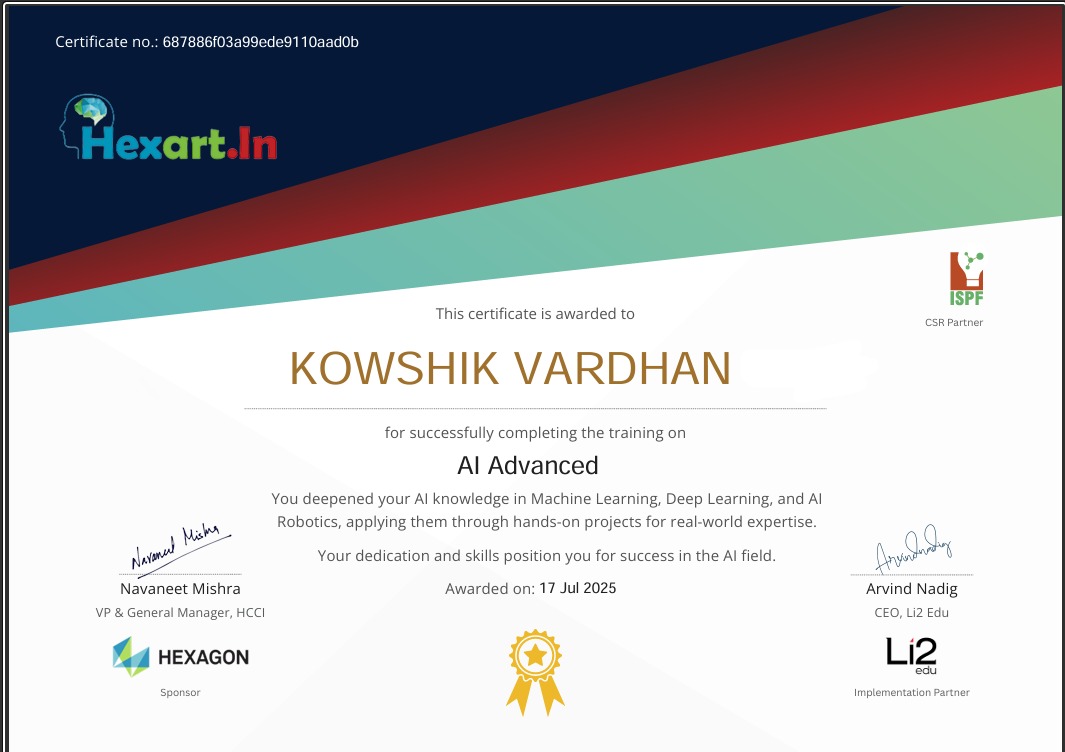 Certificate no.: 687886f03a99ede9110aad0b
Hexart.In
ISPF
CSR Partner
This certificate is awarded to
KOWSHIK VARDHAN
for successfully completing the training on
AI Advanced
You deepened your AI knowledge in Machine Learning, Deep Learning, and AI
Robotics, applying them through hands-on projects for real-world expertise.
Your dedication and skills position you for success in the AI field.
Awarded on: 17 Jul 2025
Navaneet Mishra
Navaneet Mishra
VP & General Manager, HCCI
HEXAGON
Sponsor
Arvindnadig
Arvind Nadig
CEO, Li2 Edu
Li2
edu
Implementation Partner